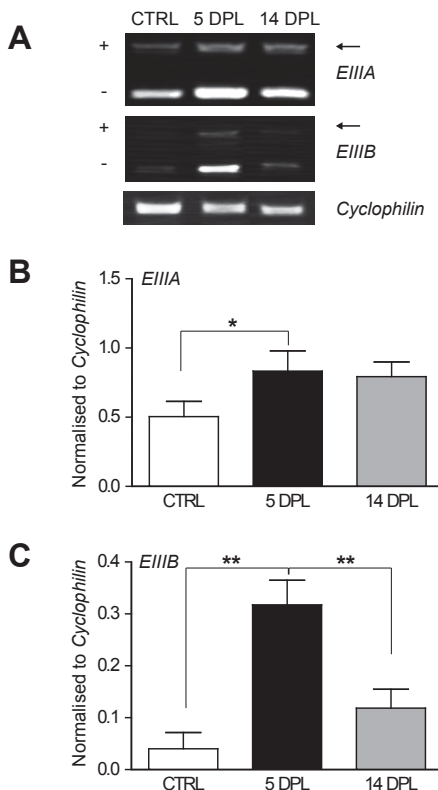 A
CTRL 5 DPL 14 DPL
+
EIIIA
-
+
EIIIB
-
Cyclophilin
B
EIIIA
Normalised to Cyclophilin
1.5
1.0
0.5
0.0
*
CTRL 5 DPL 14 DPL
C
EIIIB
Normalised to Cyclophilin
0.4
0.3
0.2
0.1
0.0
** **
CTRL 5 DPL 14 DPL